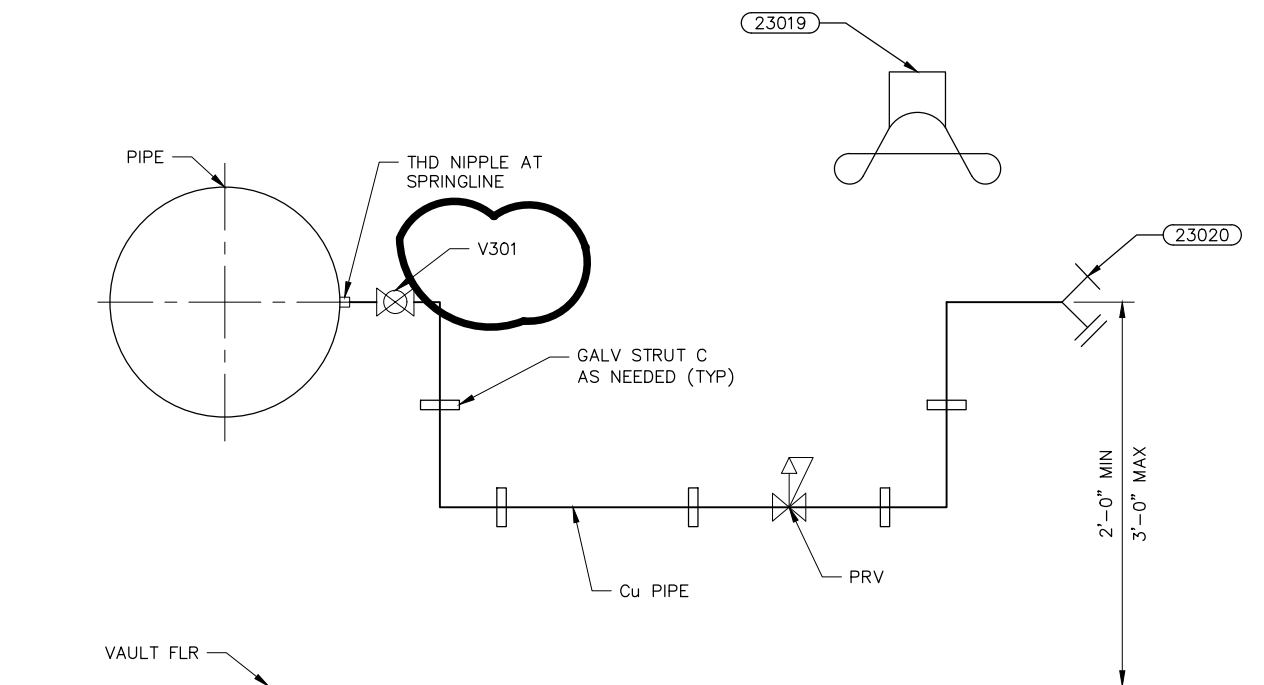 23019
PIPE
THD NIPPLE AT
SPRINGLINE
23020
V301
GALV STRUT C
AS NEEDED (TYP)
2'-0" MIN
3'-0" MAX
PRV
Cu PIPE
VAULT FLR